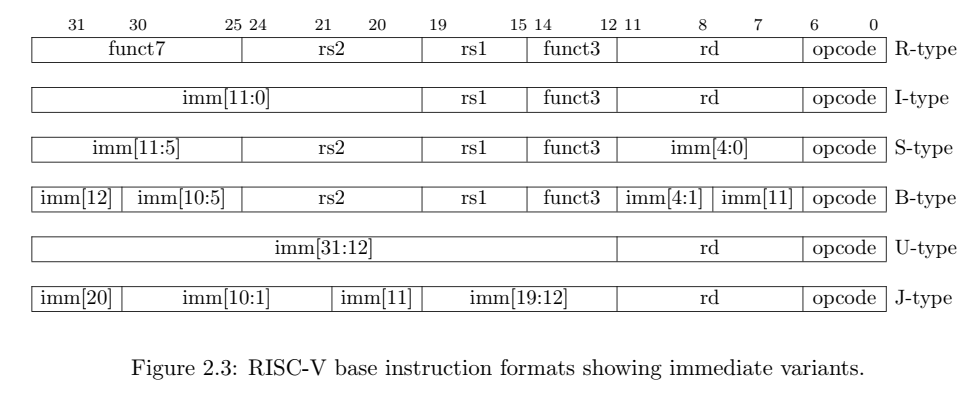 31 30 25 24 21 20 19 15 14 12 11 8 7 6 0
funct7 rs2 rs1 funct3 rd opcode R-type
imm[11:0] rs1 funct3 rd opcode I-type
imm[11:5] rs2 rs1 funct3 imm[4:0] opcode S-type
imm[12] imm[10:5] rs2 rs1 funct3 imm[4:1] imm[11] opcode B-type
imm[31:12] rd opcode U-type
imm[20] imm[10:1] imm[11] imm[19:12] rd opcode J-type
Figure 2.3: RISC-V base instruction formats showing immediate variants.